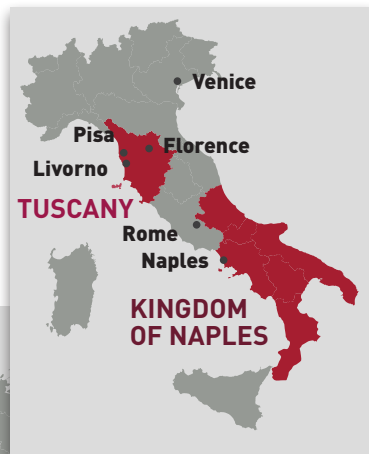 Venice
Pisa
Florence
Livorno
TUSCANY
Rome
Naples
KINGDOM
OF NAPLES